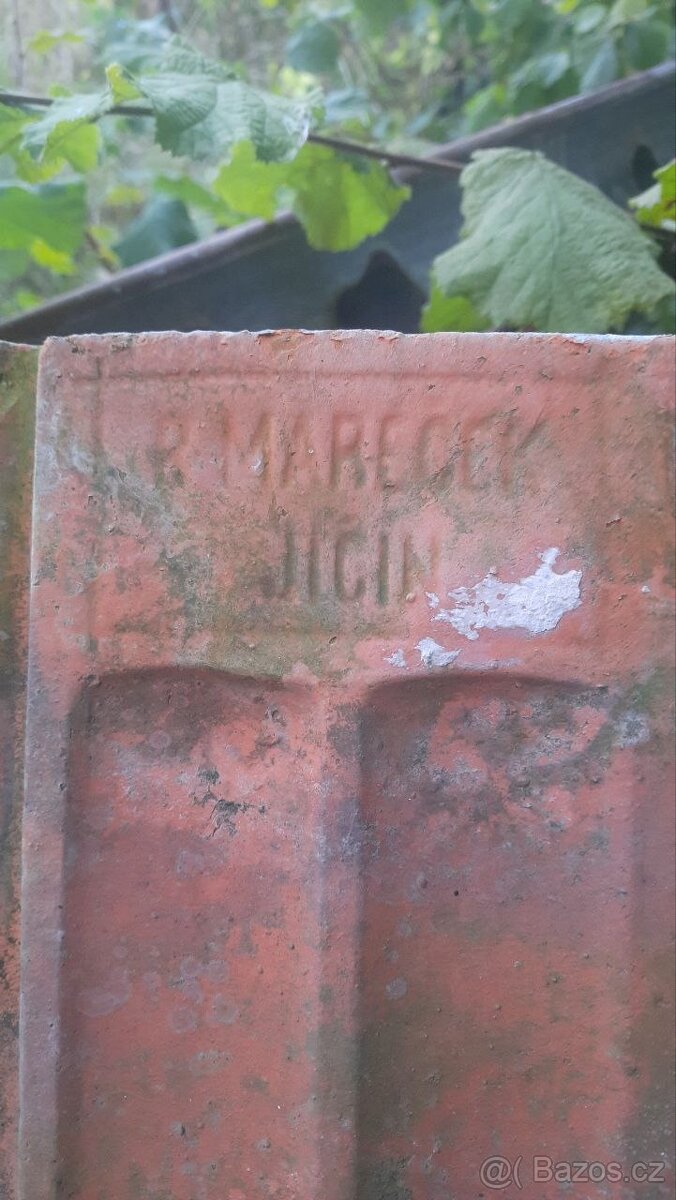 R. MAREČEK
JIČÍN
@( Bazos.cz